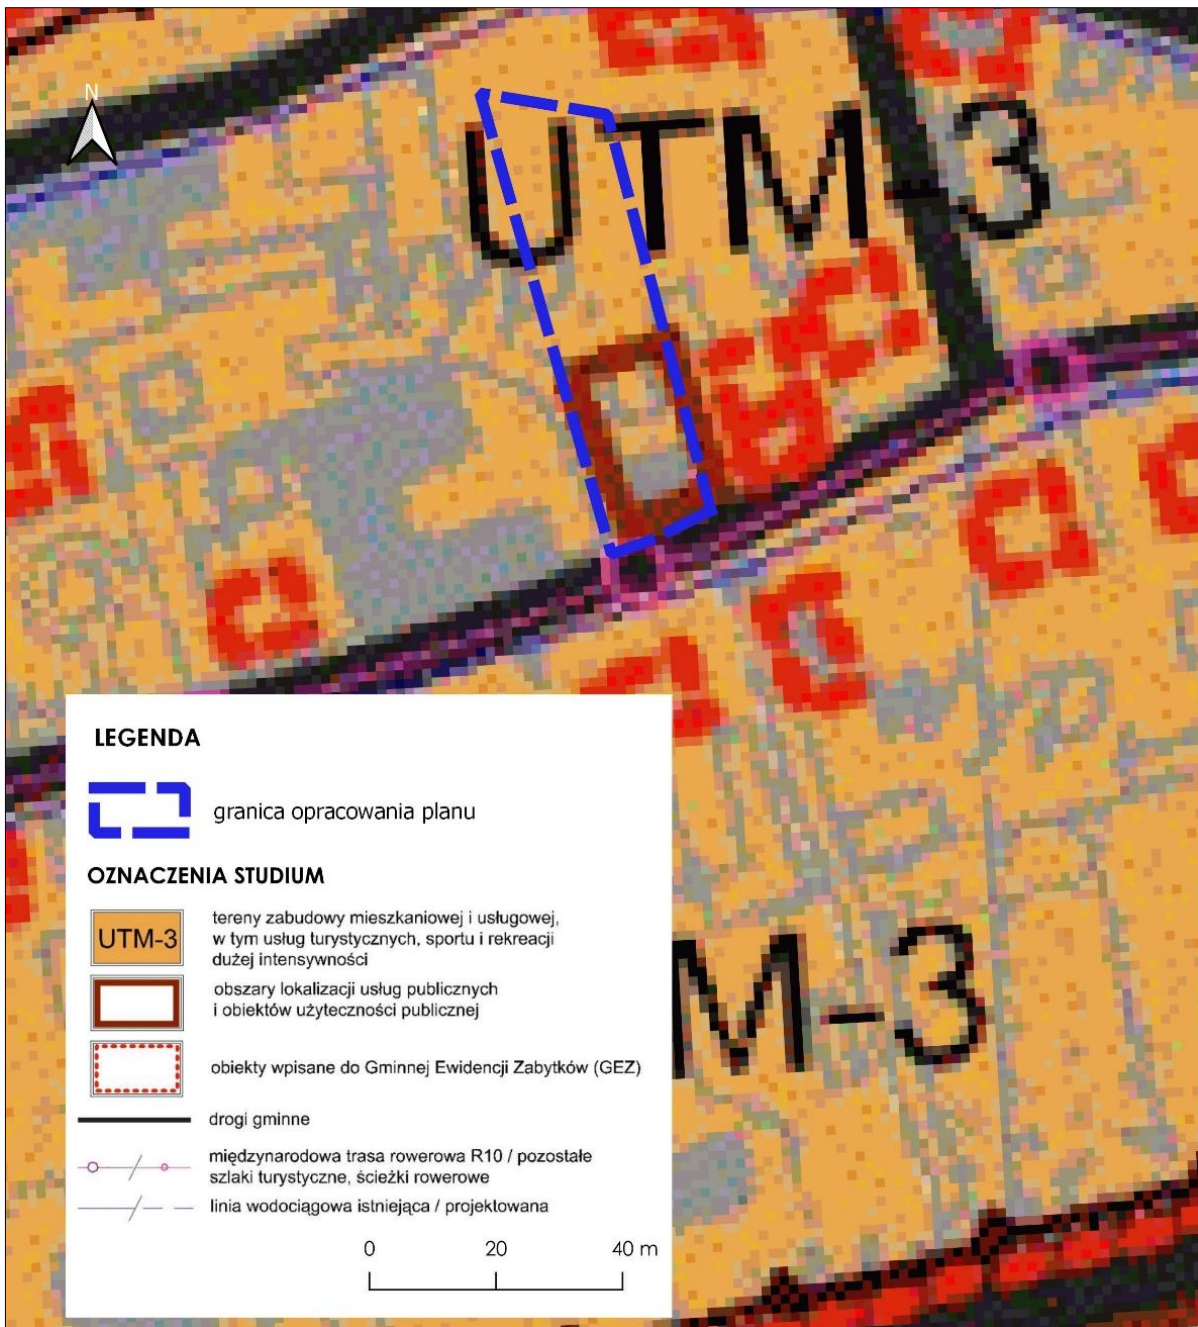 N
UTM-3
LEGENDA
granica opracowania planu
OZNACZENIA STUDIUM
UTM-3
tereny zabudowy mieszkaniowej i usługowej,
w tym usług turystycznych, sportu i rekreacji
dużej intensywności
obszary lokalizacji usług publicznych
i obiektów użyteczności publicznej
obiekty wpisane do Gminnej Ewidencji Zabytków (GEZ)
drogi gminne
międzynarodowa trasa rowerowa R10 / pozostałe
szlaki turystyczne, ścieżki rowerowe
linia wodociągowa istniejąca / projektowana
0 20 40 m
M-3